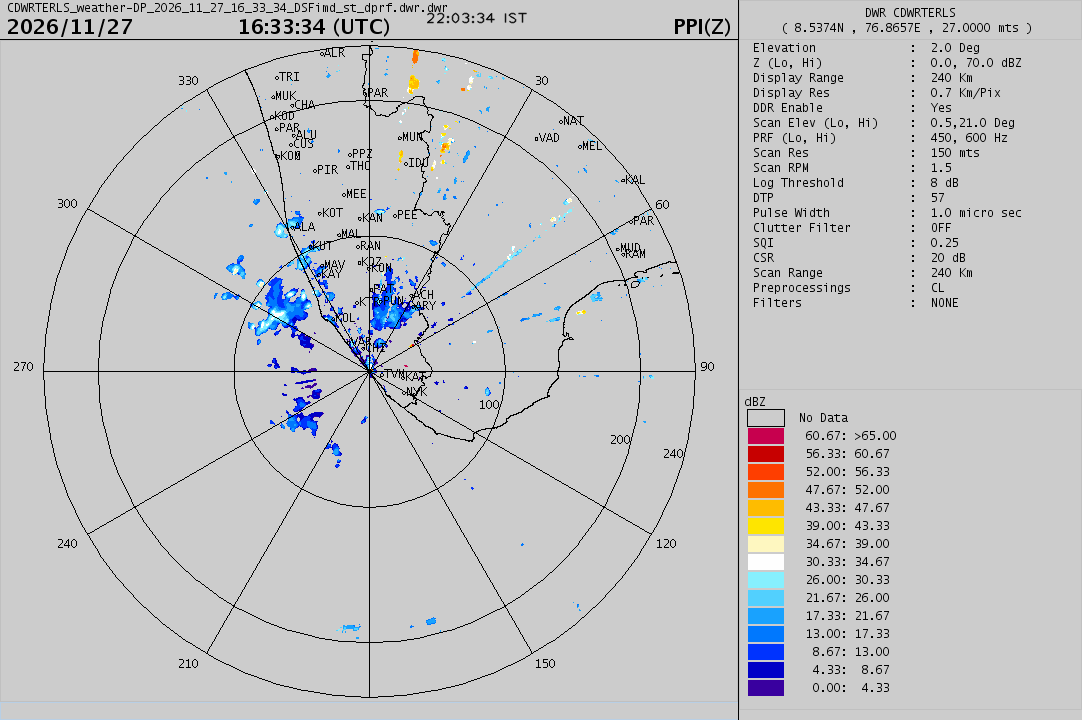 CDWRTERLS_weather-DP_2026_11_27_16_33_34_DSFimd_st_dprf.dwr.dwr
2026/11/27 16:33:34 (UTC) 22:03:34 IST PPI(Z)
DWR CDWRTERLS
( 8.5374N , 76.8657E , 27.0000 mts )
Elevation : 2.0 Deg
Z (Lo, Hi) : 0.0, 70.0 dBZ
Display Range : 240 Km
Display Res : 0.7 Km/Pix
DDR Enable : Yes
Scan Elev (Lo, Hi) : 0.5,21.0 Deg
PRF (Lo, Hi) : 450, 600 Hz
Scan Res : 150 mts
Scan RPM : 1.5
Log Threshold : 8 dB
DTP : 57
Pulse Width : 1.0 micro sec
Clutter Filter : OFF
SQI : 0.25
CSR : 20 dB
Scan Range : 240 Km
Preprocessings : CL
Filters : NONE
dBZ
No Data
60.67: >65.00
56.33: 60.67
52.00: 56.33
47.67: 52.00
43.33: 47.67
39.00: 43.33
34.67: 39.00
30.33: 34.67
26.00: 30.33
21.67: 26.00
17.33: 21.67
13.00: 17.33
8.67: 13.00
4.33: 8.67
0.00: 4.33
ALR
330 TRI 30
MUK PAR
CHA
KOD NAT
PAR
ALU MUN VAD
CUS MEL
PPZ
IDU
PIR THO
KAL
MEE
300 60
KOT KAN PEE
PAR
ALA MAL
KUT RAN MUD
RAM
MAV KOZ
KAY KON
PAT
PUN ACH
ARY
KOL
VAR
270 90
TVN KAT
NYK
100
200
240
240 120
210 150